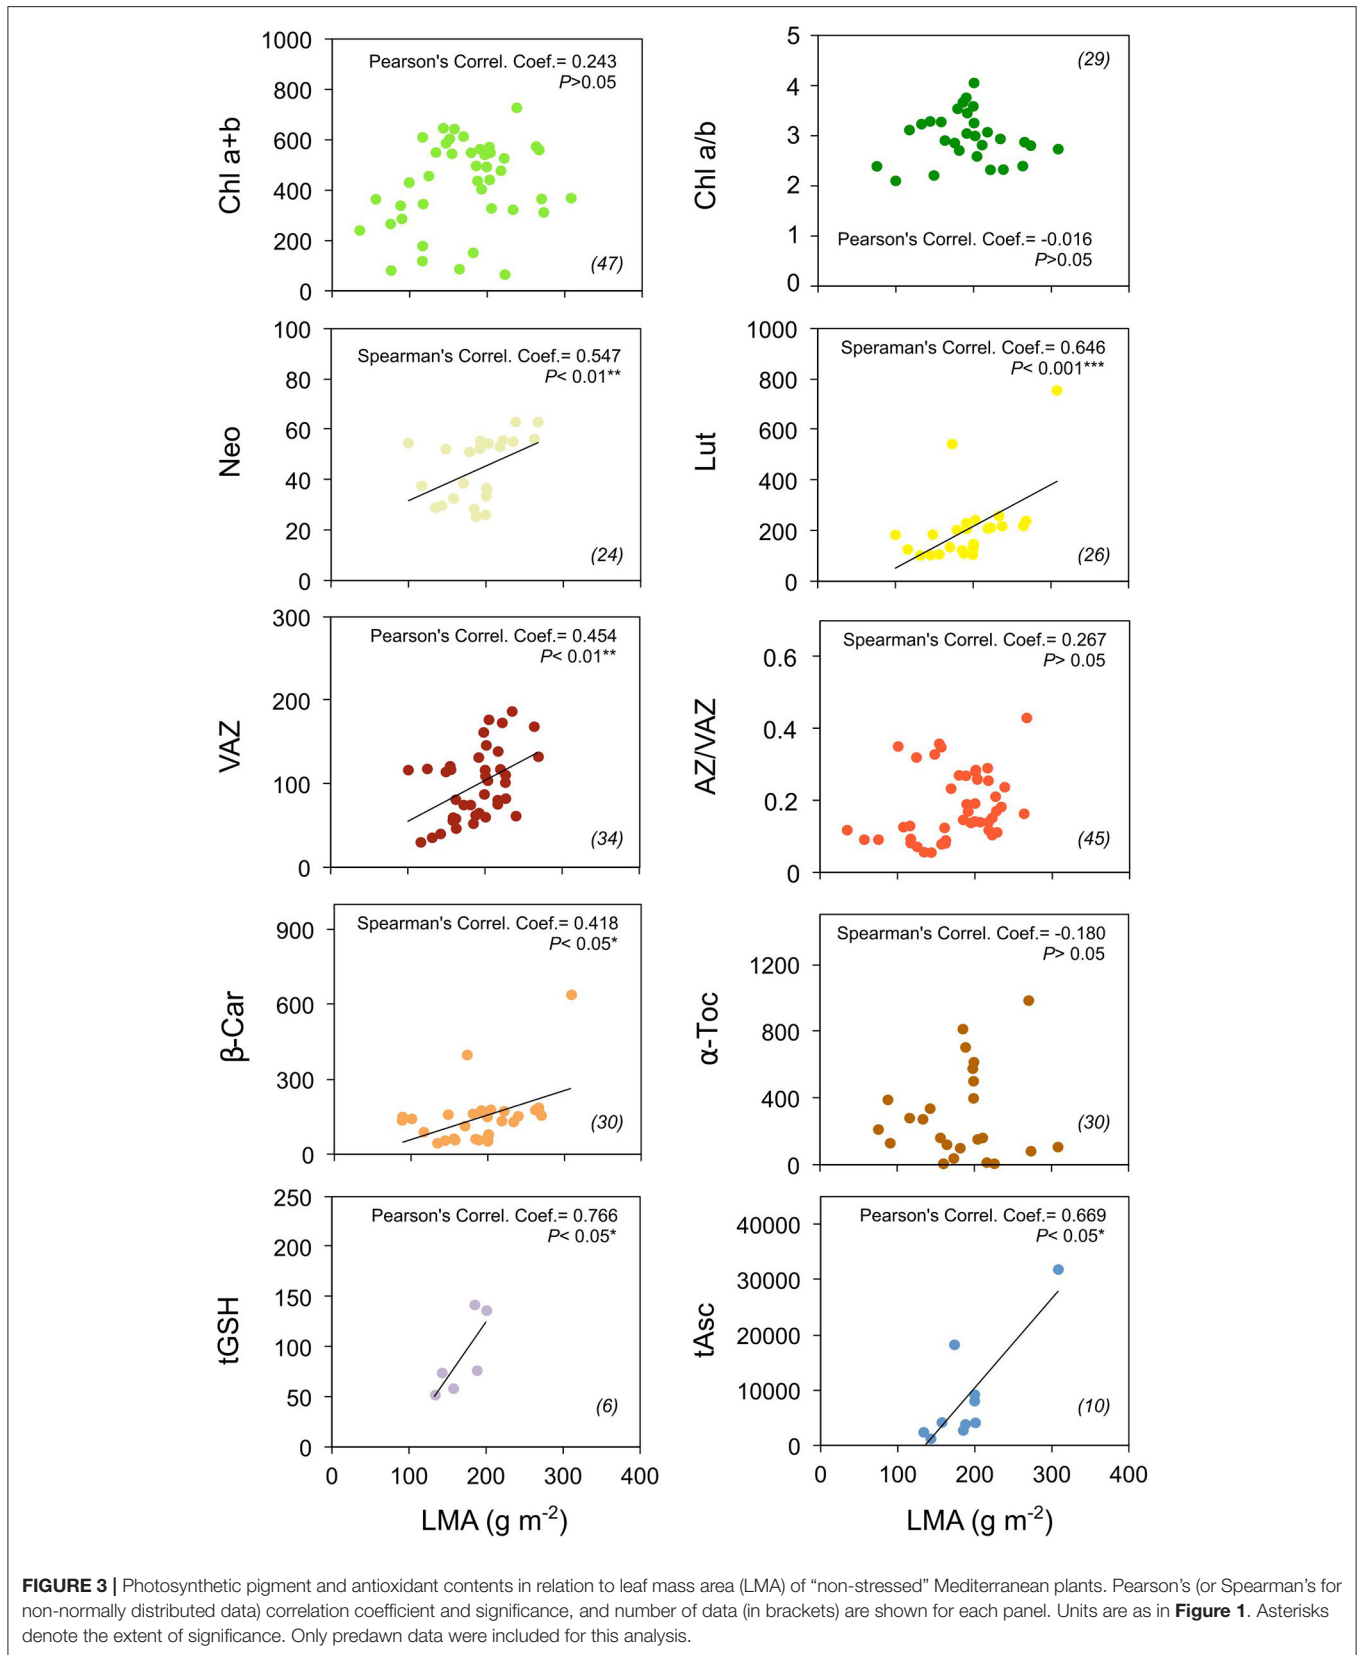 1000
800
600
400
200
0
Chl a+b
Pearson's Correl. Coef.= 0.243
P>0.05
(47)
5
4
3
2
1
0
Chl a/b
(29)
Pearson's Correl. Coef.= -0.016
P>0.05
100
80
60
40
20
0
Neo
Spearman's Correl. Coef.= 0.547
P< 0.01**
(24)
1000
800
600
400
200
0
Lut
Speraman's Correl. Coef.= 0.646
P< 0.001***
(26)
300
200
100
0
VAZ
Pearson's Correl. Coef.= 0.454
P< 0.01**
(34)
0.6
0.4
0.2
0
AZ/VAZ
Spearman's Correl. Coef.= 0.267
P> 0.05
(45)
900
600
300
0
β-Car
Spearman's Correl. Coef.= 0.418
P< 0.05*
(30)
1200
800
400
0
α-Toc
Spearman's Correl. Coef.= -0.180
P> 0.05
(30)
250
200
150
100
50
0
tGSH
Pearson's Correl. Coef.= 0.766
P< 0.05*
(6)
0 100 200 300 400
LMA (g m-2)
40000
30000
20000
10000
0
tAsc
Pearson's Correl. Coef.= 0.669
P< 0.05*
(10)
0 100 200 300 400
LMA (g m-2)
FIGURE 3 | Photosynthetic pigment and antioxidant contents in relation to leaf mass area (LMA) of “non-stressed” Mediterranean plants. Pearson’s (or Spearman’s for
non-normally distributed data) correlation coefficient and significance, and number of data (in brackets) are shown for each panel. Units are as in Figure 1. Asterisks
denote the extent of significance. Only predawn data were included for this analysis.